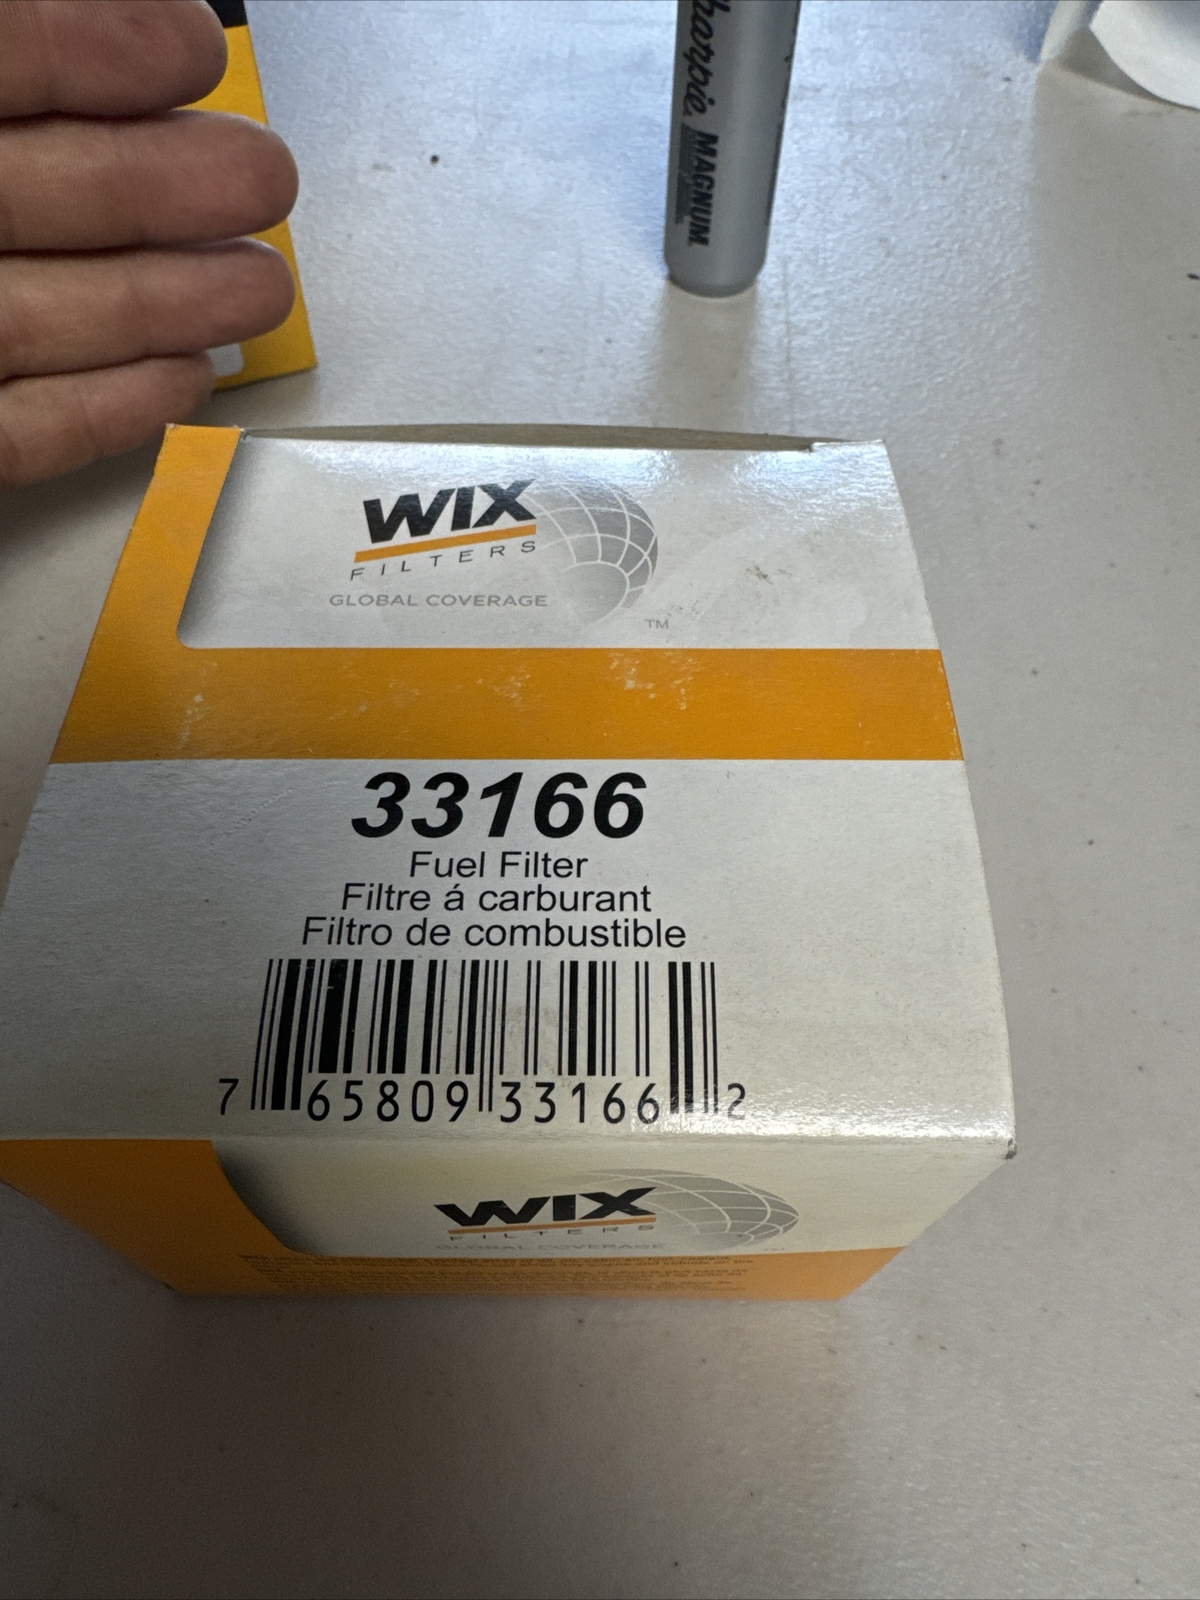 Sharpie
MAGNUM
WIX
FILTERS
GLOBAL COVERAGE
TM
33166
Fuel Filter
Filtre á carburant
Filtro de combustible
7 65809 33166 2
WIX
FILTERS
GLOBAL COVERAGE
TM